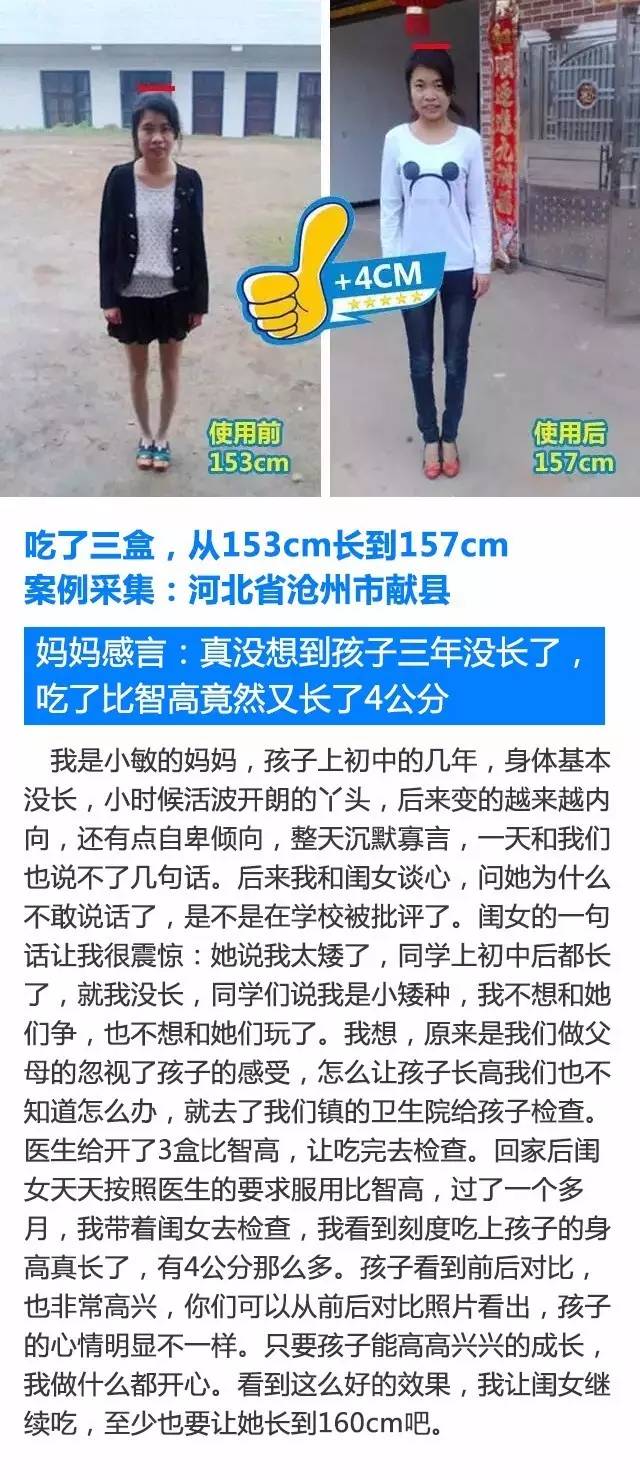 +4CM
使用前
153cm
使用后
157cm
吃了三盒，从153cm长到157cm
案例采集：河北省沧州市献县
妈妈感言：真没想到孩子三年没长了，
吃了比智高竟然又长了4公分
我是小敏的妈妈，孩子上初中的几年，身体基本
没长，小时候活波开朗的丫头，后来变的越来越内
向，还有点自卑倾向，整天沉默寡言，一天和我们
也说不了几句话。后来我和闺女谈心，问她为什么
不敢说话了，是不是在学校被批评了。闺女的一句
话让我很震惊：她说我太矮了，同学上初中后都长
了，就我没长，同学们说我是小矮种，我不想和她
们争，也不想和她们玩了。我想，原来是我们做父
母的忽视了孩子的感受，怎么让孩子长高我们也不
知道怎么办，就去了我们镇的卫生院给孩子检查。
医生给开了3盒比智高，让吃完去检查。回家后闺
女天天按照医生的要求服用比智高，过了一个多
月，我带着闺女去检查，我看到刻度吃上孩子的身
高真长了，有4公分那么多。孩子看到前后对比，
也非常高兴，你们可以从前后对比照片看出，孩子
的心情明显不一样。只要孩子能高高兴兴的成长，
我做什么都开心。看到这么好的效果，我让闺女继
续吃，至少也要让她长到160cm吧。